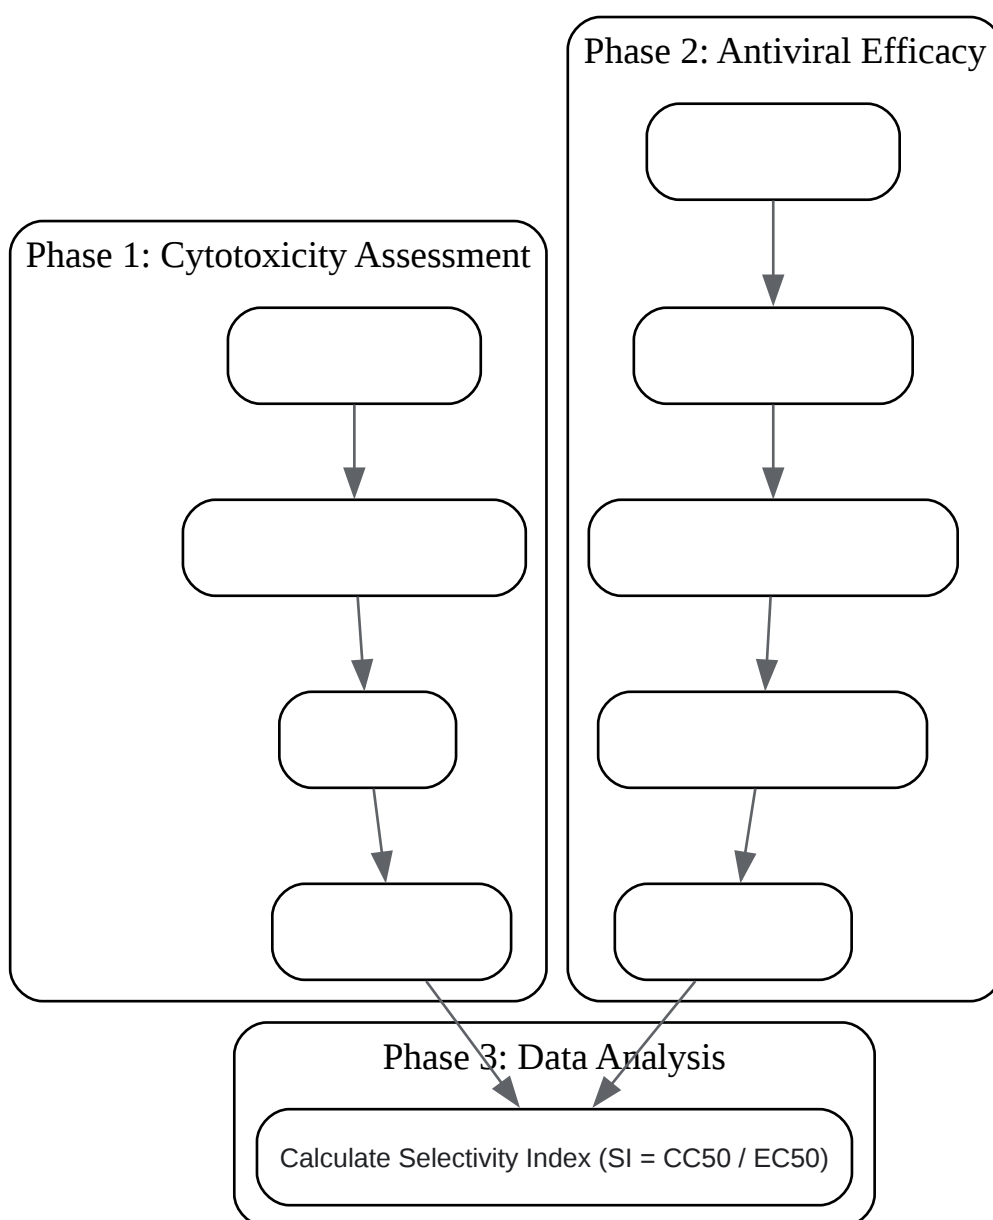 Phase 2: Antiviral Efficacy
Phase 1: Cytotoxicity Assessment
Phase 3: Data Analysis
Calculate Selectivity Index (SI = CC50 / EC50)